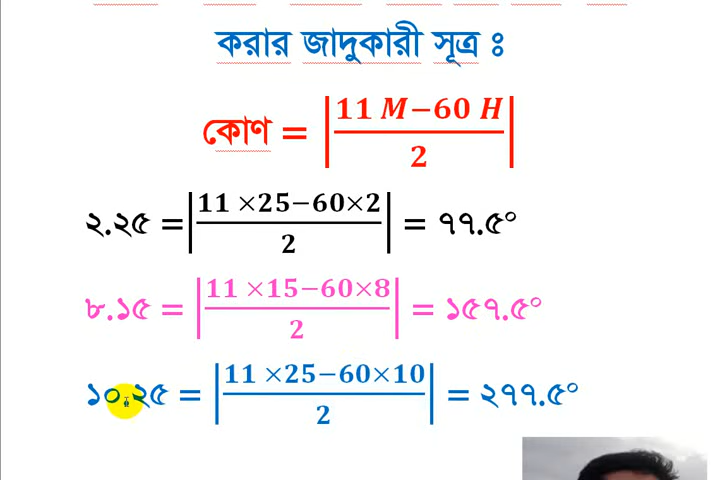 করার জাদুকারী সূত্র ঃ
কোণ = |11 M−60 H / 2|
২.২৫ =|11 ×25−60×2 / 2| = ৭৭.৫°
৮.১৫ = |11 ×15−60×8 / 2| = ১৫৭.৫°
১০.২৫ = |11 ×25−60×10 / 2| = ২৭৭.৫°